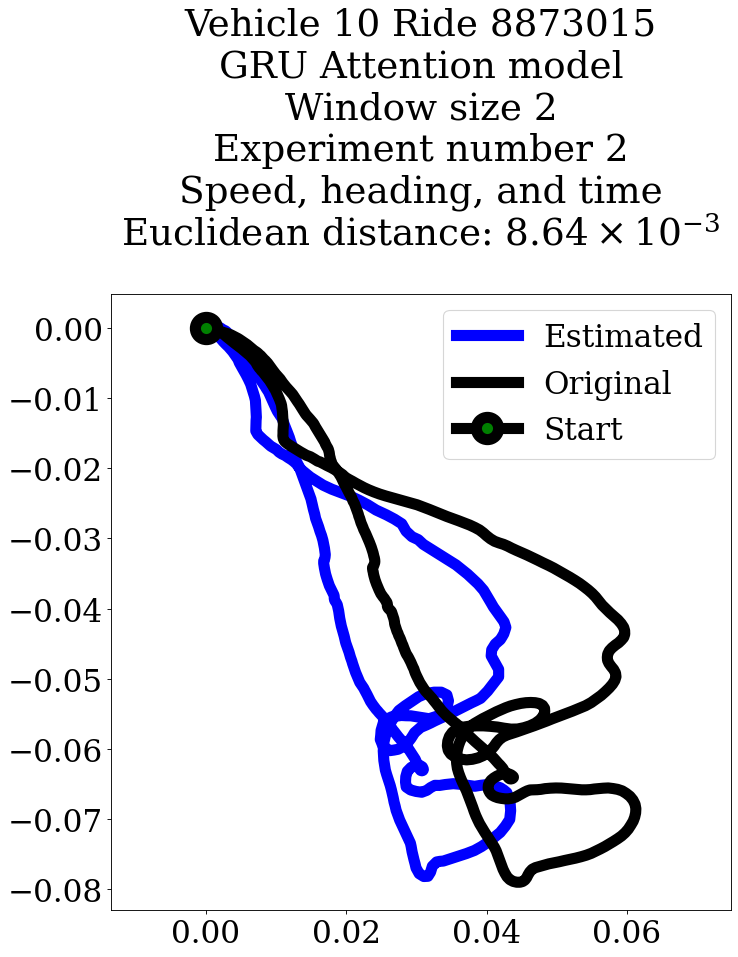 Vehicle 10 Ride 8873015
GRU Attention model
Window size 2
Experiment number 2
Speed, heading, and time
Euclidean distance: 8.64 × 10⁻³
Estimated
Original
Start
0.00
−0.01
−0.02
−0.03
−0.04
−0.05
−0.06
−0.07
−0.08
0.00 0.02 0.04 0.06